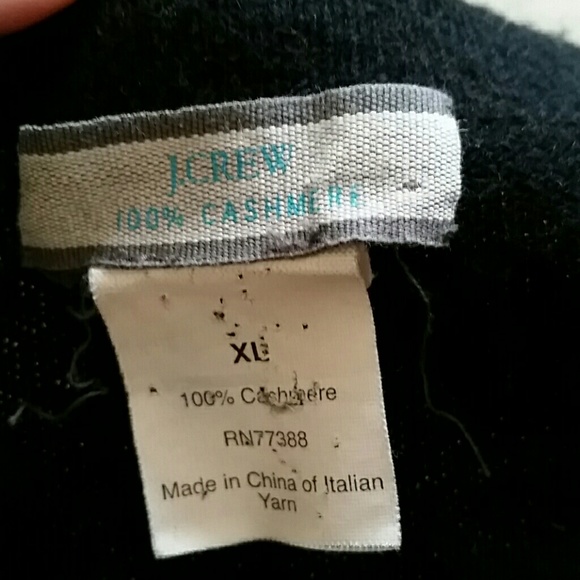 J.CREW
100% CASHMERE
XL
100% Cashmere
RN77388
Made in China of Italian
Yarn